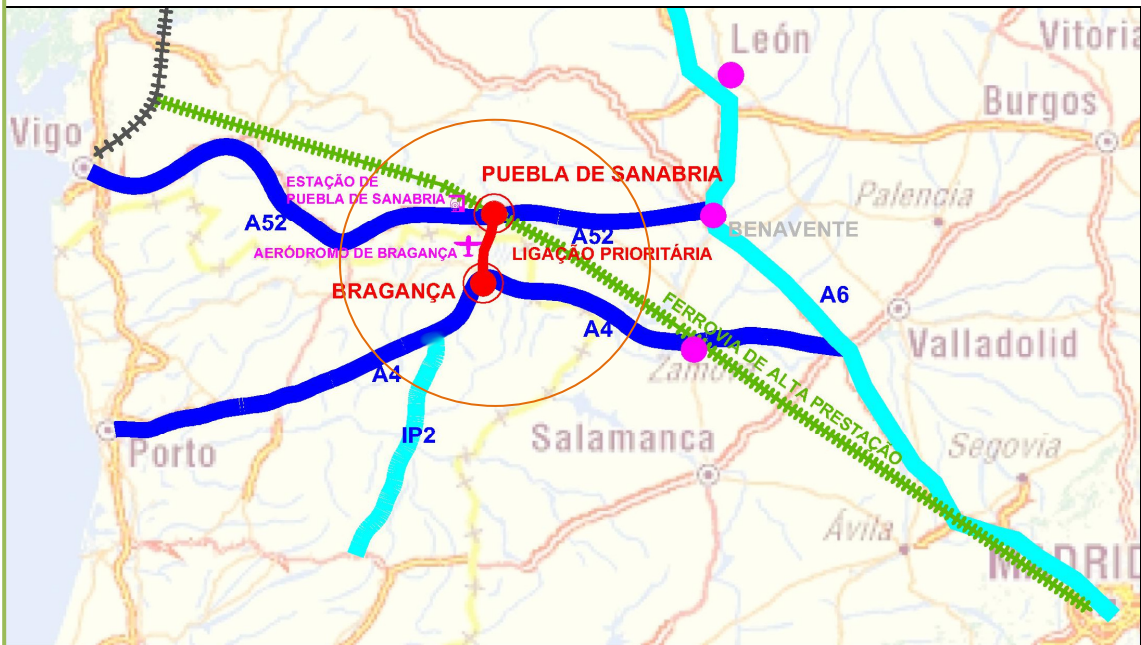 León
Vitoria
Burgos
Vigo
PUEBLA DE SANABRIA
ESTAÇÃO DE
PUEBLA DE SANABRIA
Palencia
A52
A52
BENAVENTE
AERÓDROMO DE BRAGANÇA
LIGAÇÃO PRIORITÁRIA
BRAGANÇA
A6
A4
Valladolid
FERROVIA DE ALTA PRESTAÇÃO
A4
Zamora
IP2
Salamanca
Porto
Segovia
Ávila
MADRID